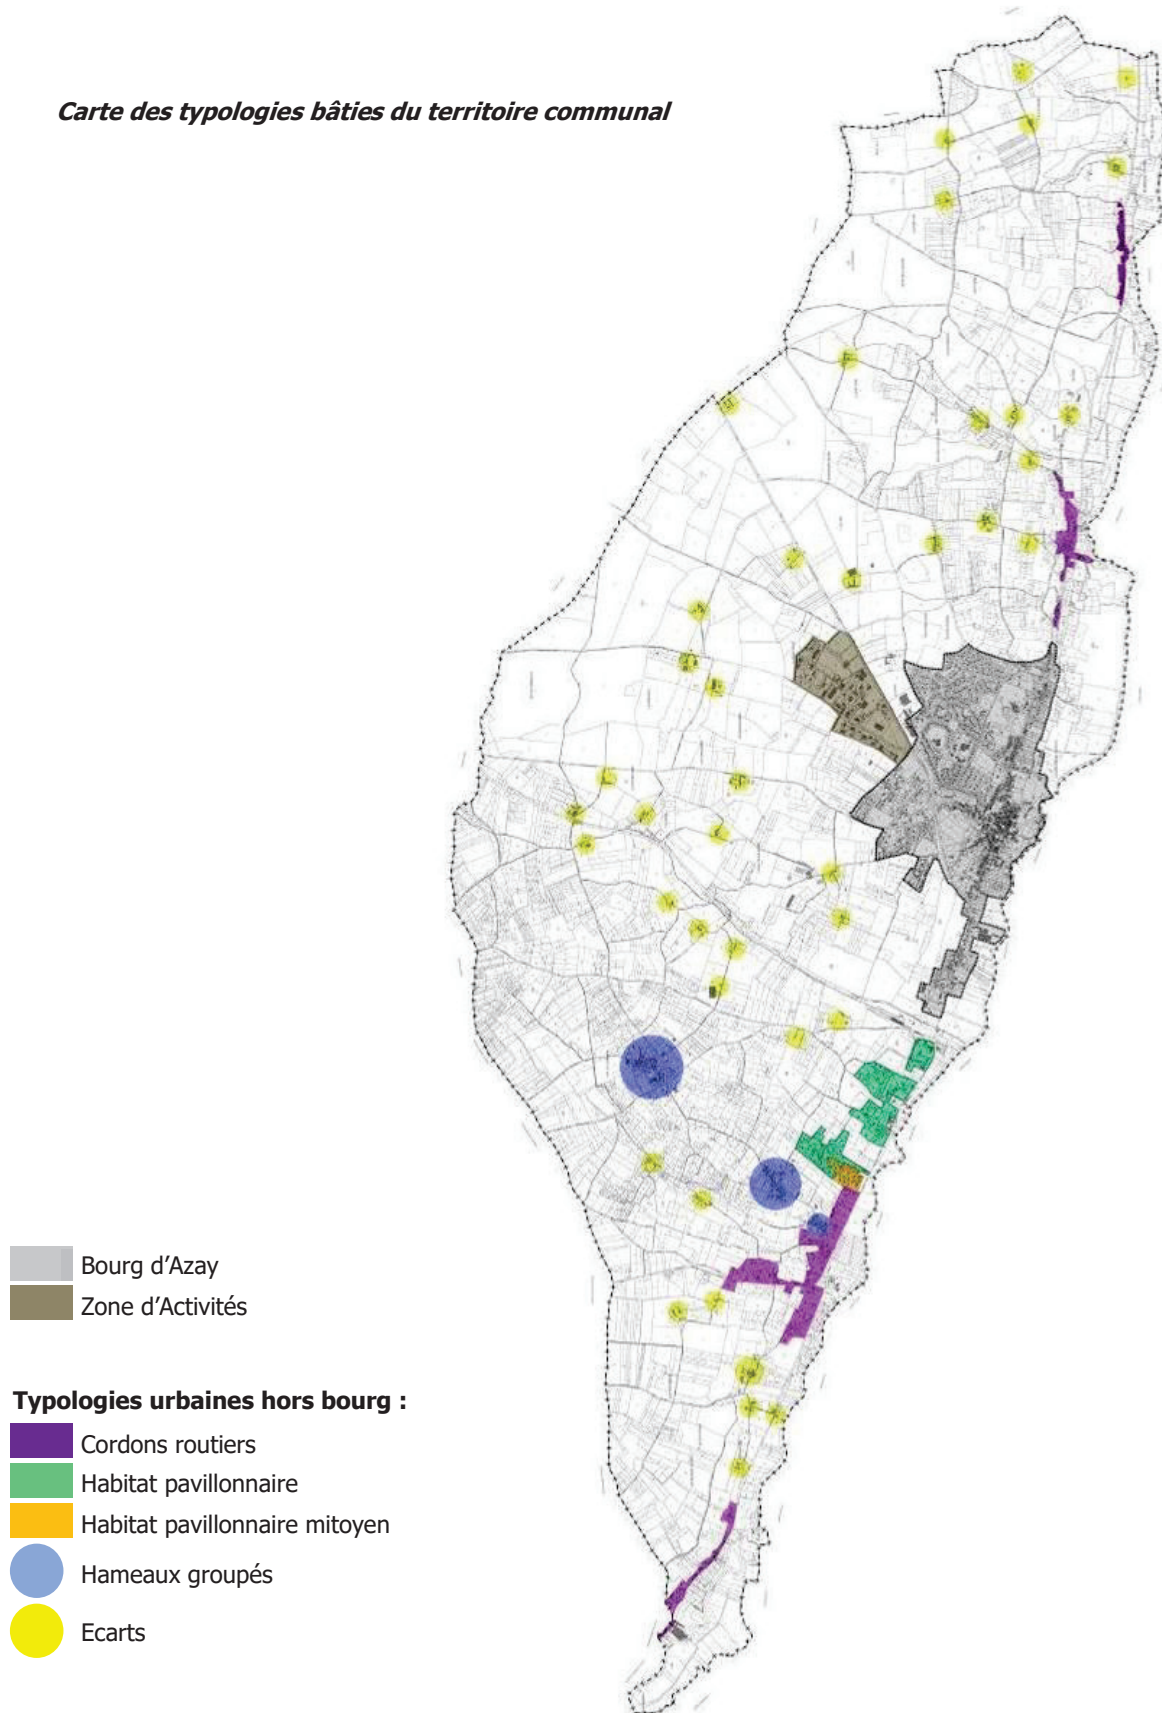 Carte des typologies bâties du territoire communal
Bourg d'Azay
Zone d'Activités
Typologies urbaines hors bourg :
Cordons routiers
Habitat pavillonnaire
Habitat pavillonnaire mitoyen
Hameaux groupés
Ecarts